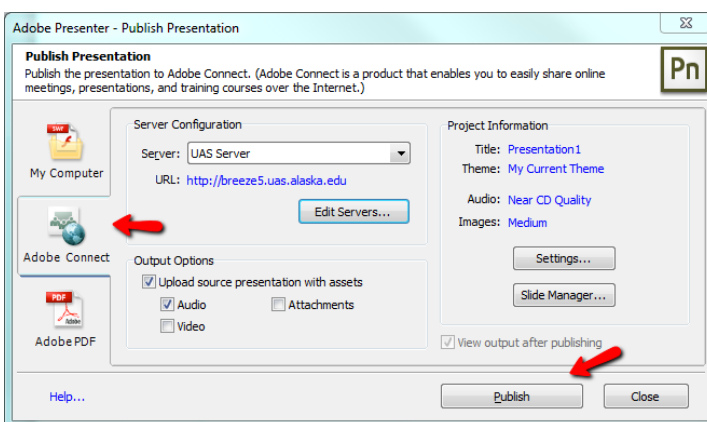 Adobe Presenter - Publish Presentation
Publish Presentation
Publish the presentation to Adobe Connect. (Adobe Connect is a product that enables you to easily share online
meetings, presentations, and training courses over the Internet.)
Pn
SWF
My Computer
Adobe Connect
PDF
Adobe
Adobe PDF
Server Configuration
Server: UAS Server
URL: http://breeze5.uas.alaska.edu
Edit Servers...
Output Options
Upload source presentation with assets
Audio Attachments
Video
Project Information
Title: Presentation1
Theme: My Current Theme
Audio: Near CD Quality
Images: Medium
Settings...
Slide Manager...
View output after publishing
Help...
Publish Close